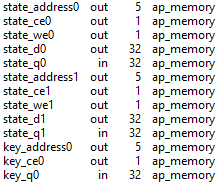 state_address0 out 5 ap_memory
state_ce0 out 1 ap_memory
state_we0 out 1 ap_memory
state_d0 out 32 ap_memory
state_q0 in 32 ap_memory
state_address1 out 5 ap_memory
state_ce1 out 1 ap_memory
state_we1 out 1 ap_memory
state_d1 out 32 ap_memory
state_q1 in 32 ap_memory
key_address0 out 5 ap_memory
key_ce0 out 1 ap_memory
key_q0 in 32 ap_memory